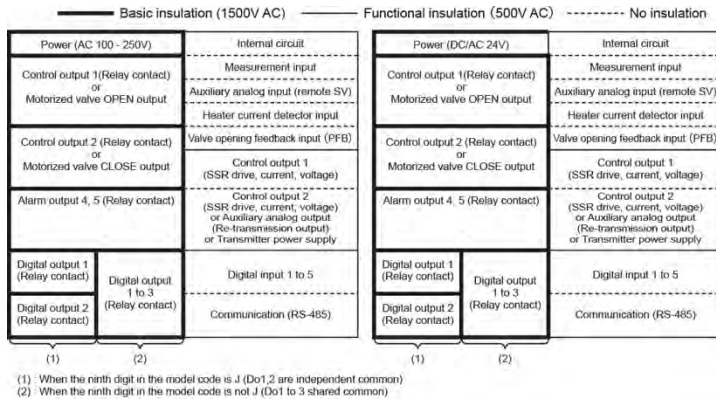 Basic insulation (1500V AC) Functional insulation (500V AC) No insulation
Power (AC 100 - 250V)
Control output 1 (Relay contact)
or
Motorized valve OPEN output
Control output 2 (Relay contact)
or
Motorized valve CLOSE output
Alarm output 4, 5 (Relay contact)
Digital output 1
(Relay contact)
Digital output 2
(Relay contact)
Digital output
1 to 3
(Relay contact)
Internal circuit
Measurement input
Auxiliary analog input (remote SV)
Heater current detector input
Valve opening feedback input (PFB)
Control output 1
(SSR drive, current, voltage)
Control output 2
(SSR drive, current, voltage)
or Auxiliary analog output
(Re-transmission output)
or Transmitter power supply
Digital input 1 to 5
Communication (RS-485)
(1) (2)
Power (DC/AC 24V)
Control output 1(Relay contact)
or
Motorized valve OPEN output
Control output 2 (Relay contact)
or
Motorized valve CLOSE output
Alarm output 4, 5 (Relay contact)
Digital output 1
(Relay contact)
Digital output 2
(Relay contact)
Digital output
1 to 3
(Relay contact)
Internal circuit
Measurement input
Auxiliary analog input (remote SV)
Heater current detector input
Valve opening feedback input (PFB)
Control output 1
(SSR drive, current, voltage)
Control output 2
(SSR drive, current, voltage)
or Auxiliary analog output
(Re-transmission output)
or Transmitter power supply
Digital input 1 to 5
Communication (RS-485)
(1) (2)
(1) : When the ninth digit in the model code is J (Do1,2 are independent common)
(2) : When the ninth digit in the model code is not J (Do1 to 3 shared common)